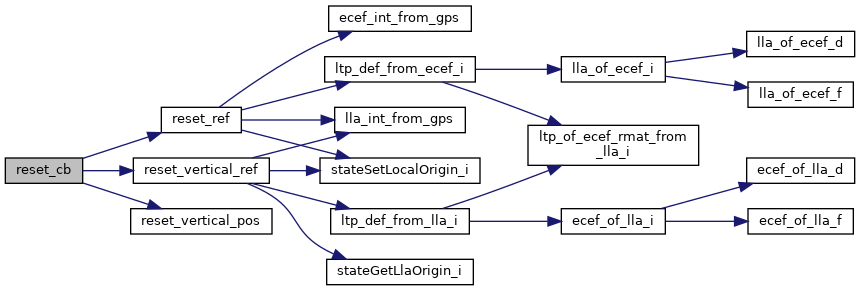 ecef_int_from_gps
ltp_def_from_ecef_i
lla_of_ecef_i
lla_of_ecef_d
lla_of_ecef_f
reset_ref
lla_int_from_gps
ltp_of_ecef_rmat_from
_lla_i
reset_cb
reset_vertical_ref
stateSetLocalOrigin_i
ecef_of_lla_d
reset_vertical_pos
ltp_def_from_lla_i
ecef_of_lla_i
ecef_of_lla_f
stateGetLlaOrigin_i